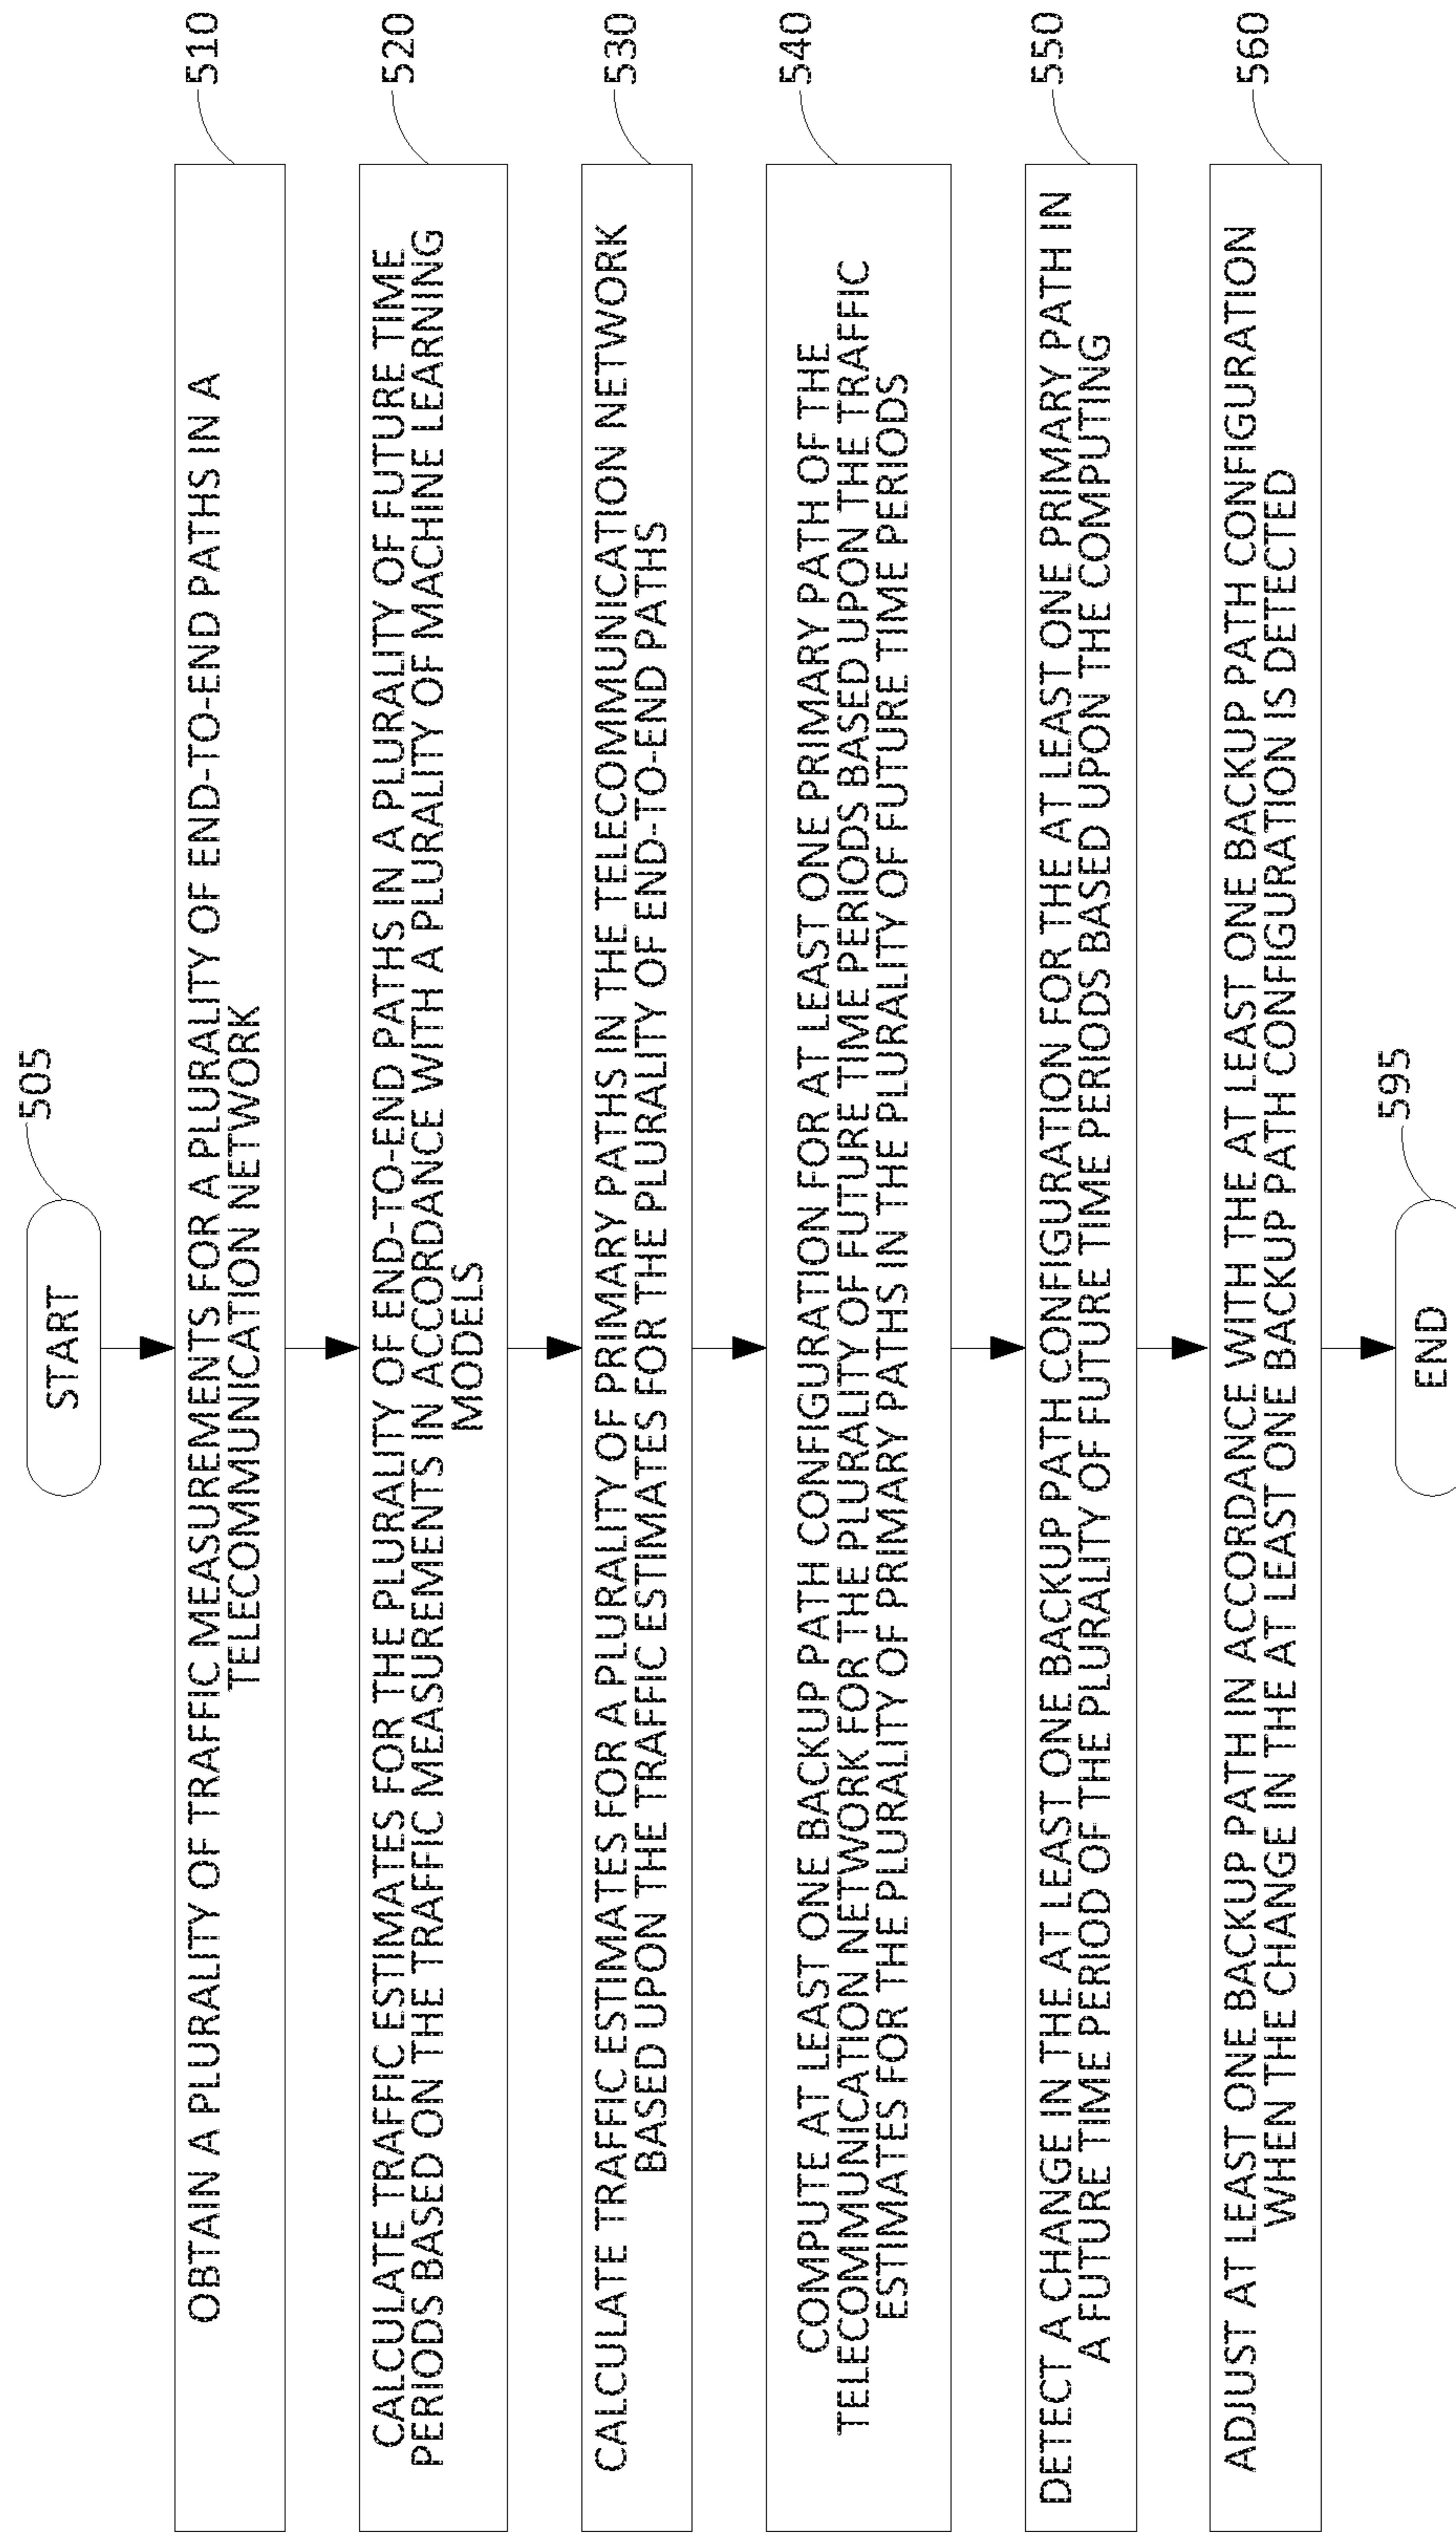 START
505
OBTAIN A PLURALITY OF TRAFFIC MEASUREMENTS FOR A PLURALITY OF END-TO-END PATHS IN A
TELECOMMUNICATION NETWORK
510
CALCULATE TRAFFIC ESTIMATES FOR THE PLURALITY OF END-TO-END PATHS IN A PLURALITY OF FUTURE TIME
PERIODS BASED ON THE TRAFFIC MEASUREMENTS IN ACCORDANCE WITH A PLURALITY OF MACHINE LEARNING
MODELS
520
CALCULATE TRAFFIC ESTIMATES FOR A PLURALITY OF PRIMARY PATHS IN THE TELECOMMUNICATION NETWORK
BASED UPON THE TRAFFIC ESTIMATES FOR THE PLURALITY OF END-TO-END PATHS
530
COMPUTE AT LEAST ONE BACKUP PATH CONFIGURATION FOR AT LEAST ONE PRIMARY PATH OF THE
TELECOMMUNICATION NETWORK FOR THE PLURALITY OF FUTURE TIME PERIODS BASED UPON THE TRAFFIC
ESTIMATES FOR THE PLURALITY OF PRIMARY PATHS IN THE PLURALITY OF FUTURE TIME PERIODS
540
DETECT A CHANGE IN THE AT LEAST ONE BACKUP PATH CONFIGURATION FOR THE AT LEAST ONE PRIMARY PATH IN
A FUTURE TIME PERIOD OF THE PLURALITY OF FUTURE TIME PERIODS BASED UPON THE COMPUTING
550
ADJUST AT LEAST ONE BACKUP PATH IN ACCORDANCE WITH THE AT LEAST ONE BACKUP PATH CONFIGURATION
WHEN THE CHANGE IN THE AT LEAST ONE BACKUP PATH CONFIGURATION IS DETECTED
560
END
595